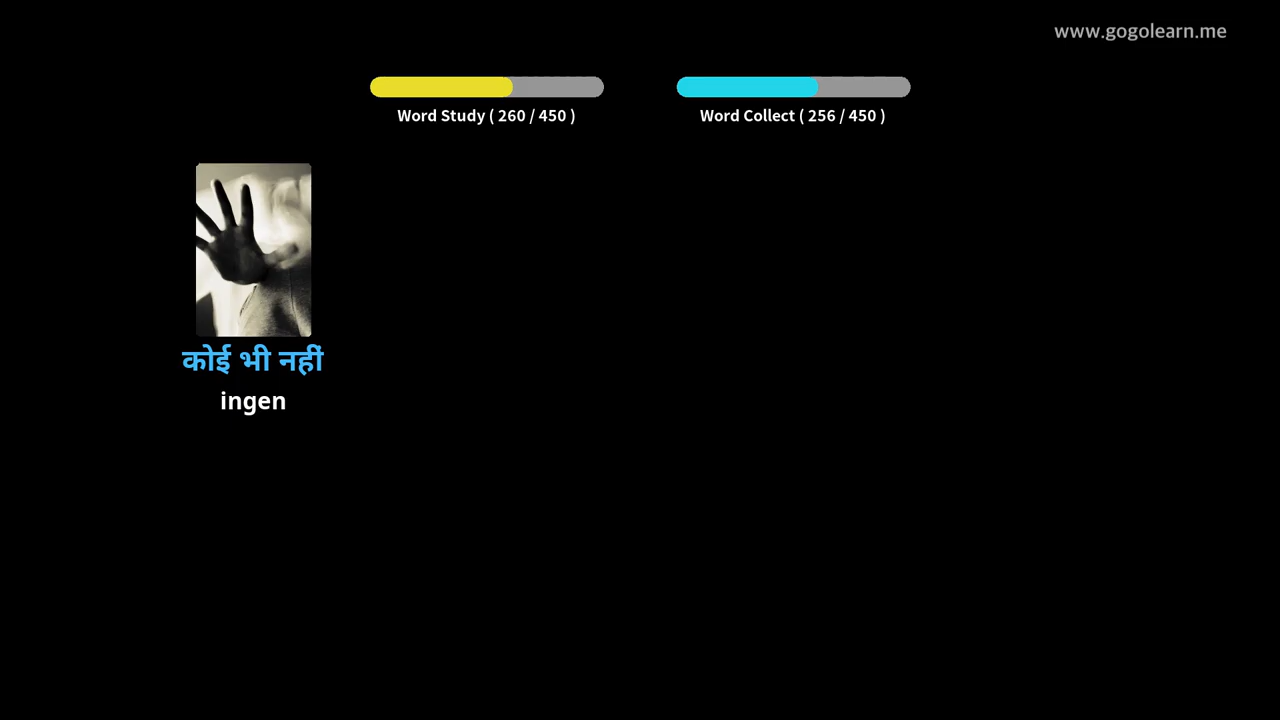 www.gogolearn.me
Word Study ( 260 / 450 )
Word Collect ( 256 / 450 )
कोई भी नहीं
ingen